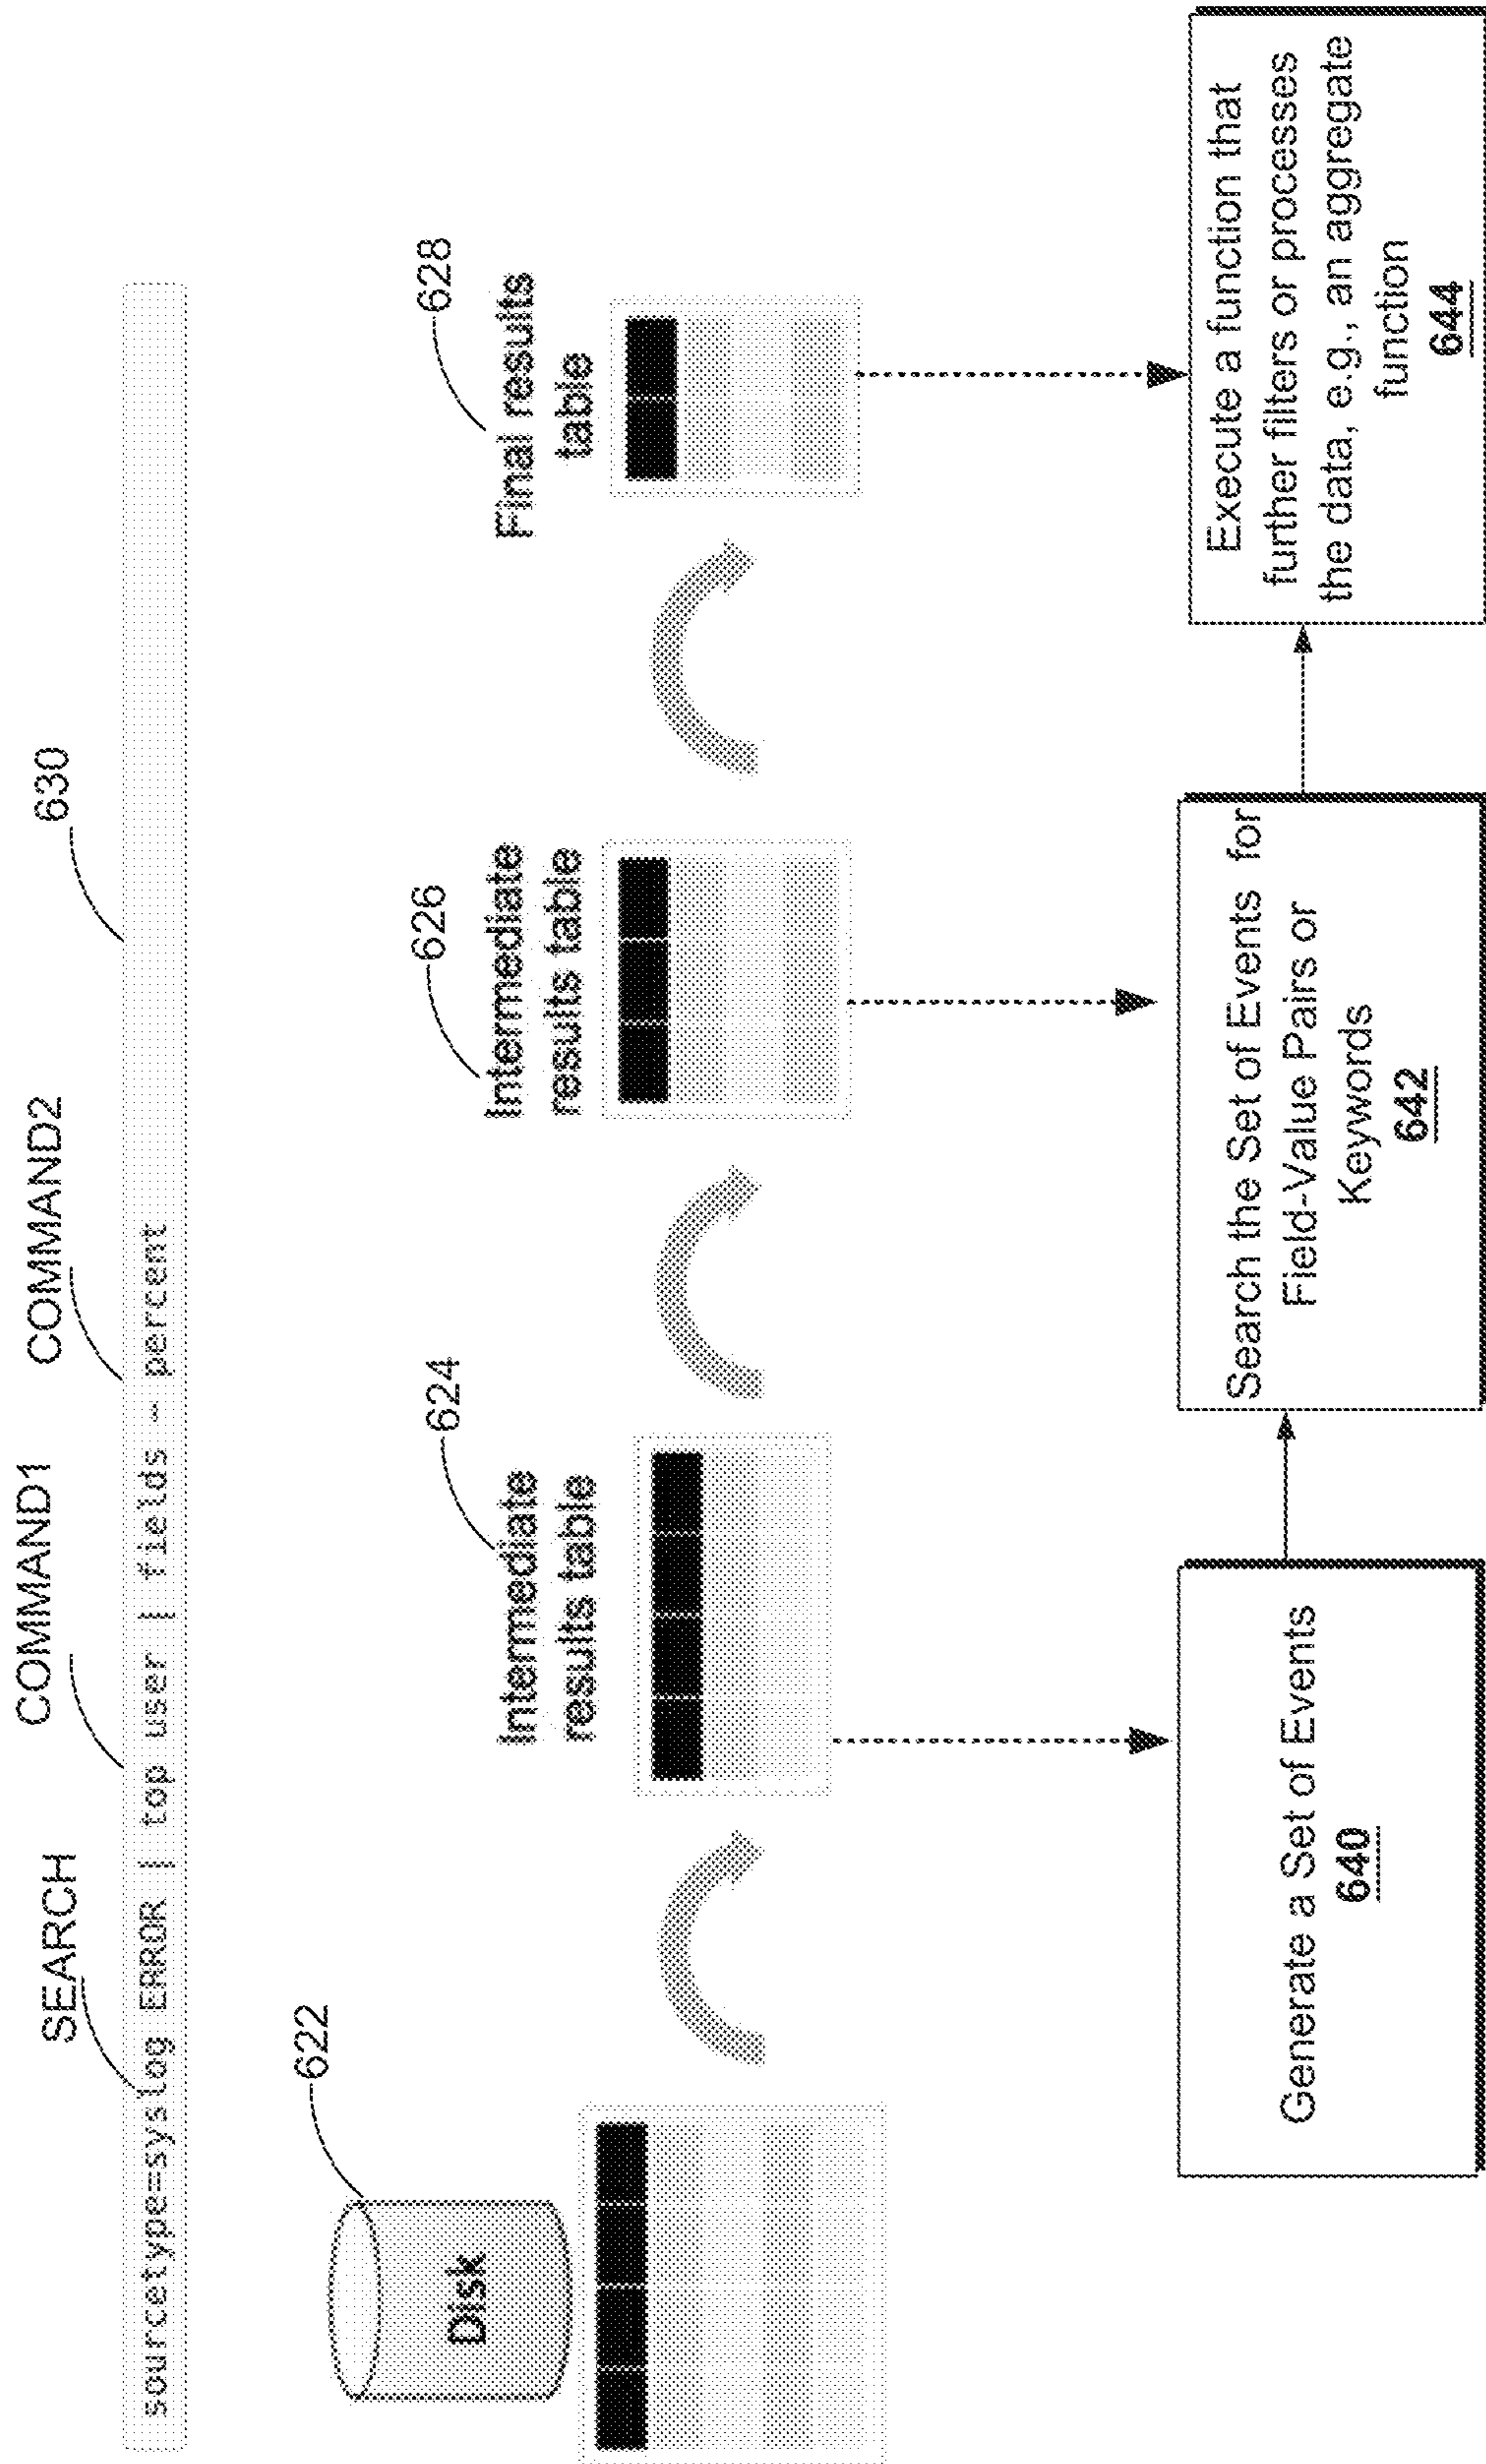 SEARCH
COMMAND1
COMMAND2
630
sourcetype=syslog ERROR | top user | fields – percent
622
Disk
624
Intermediate
results table
626
Intermediate
results table
628
Final results
table
Generate a Set of Events
640
Search the Set of Events for
Field-Value Pairs or
Keywords
642
Execute a function that
further filters or processes
the data, e.g., an aggregate
function
644